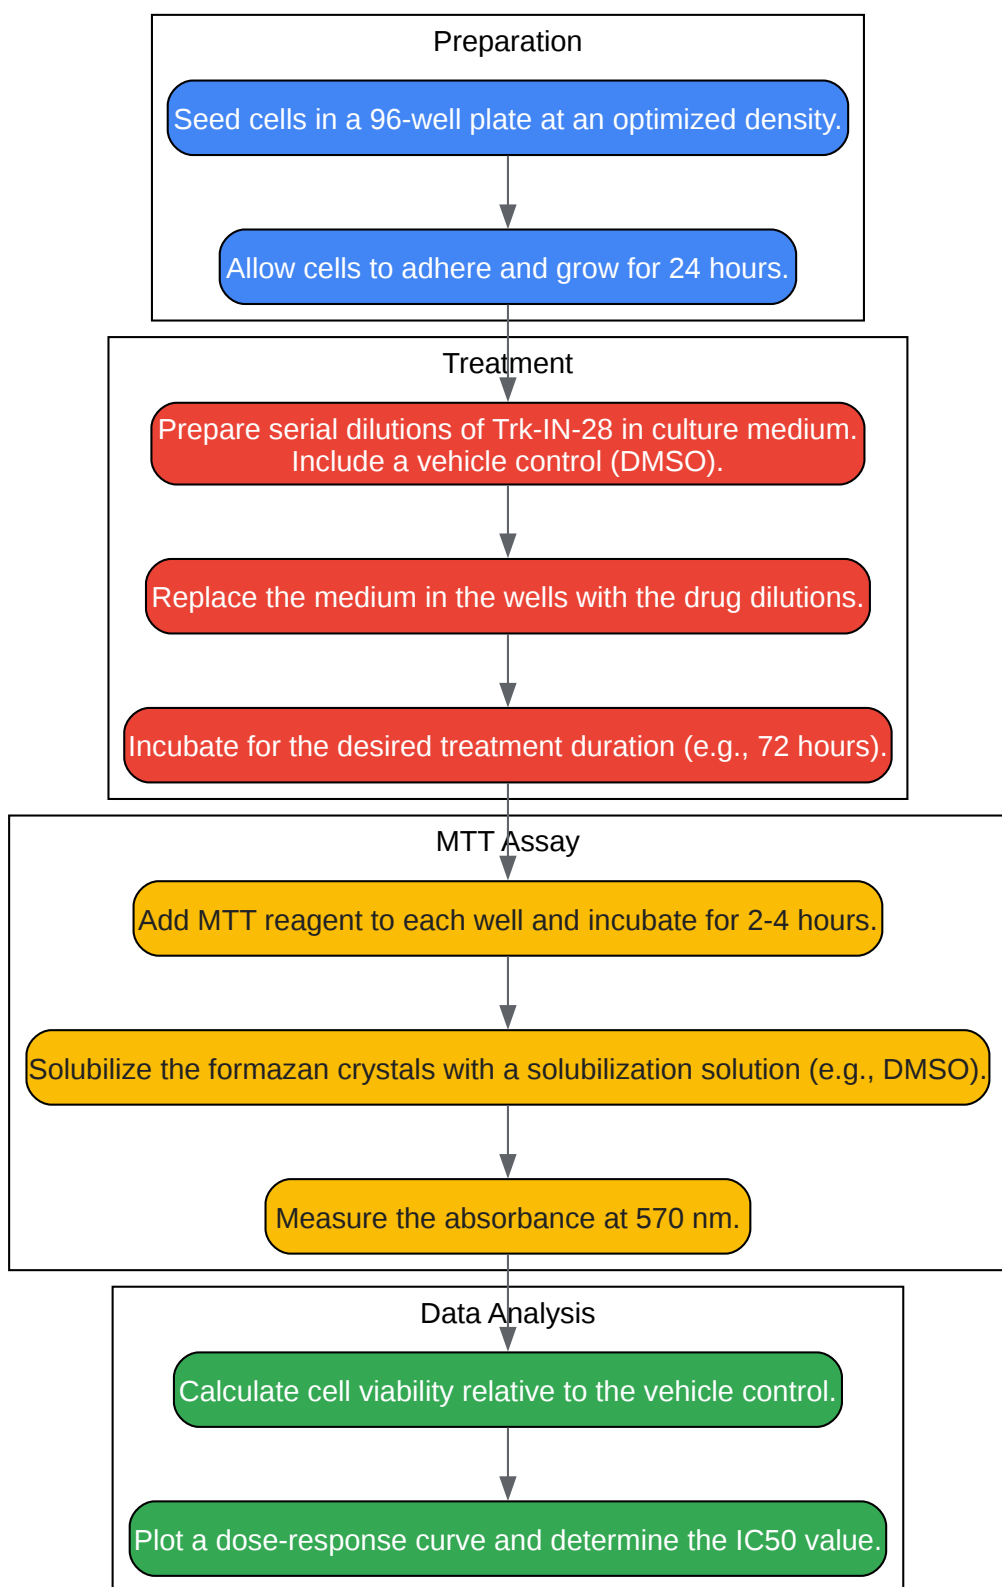 Preparation
Seed cells in a 96-well plate at an optimized density.
Allow cells to adhere and grow for 24 hours.
Treatment
Prepare serial dilutions of Trk-IN-28 in culture medium.
Include a vehicle control (DMSO).
Replace the medium in the wells with the drug dilutions.
Incubate for the desired treatment duration (e.g., 72 hours).
MTT Assay
Add MTT reagent to each well and incubate for 2-4 hours.
Solubilize the formazan crystals with a solubilization solution (e.g., DMSO).
Measure the absorbance at 570 nm.
Data Analysis
Calculate cell viability relative to the vehicle control.
Plot a dose-response curve and determine the IC50 value.